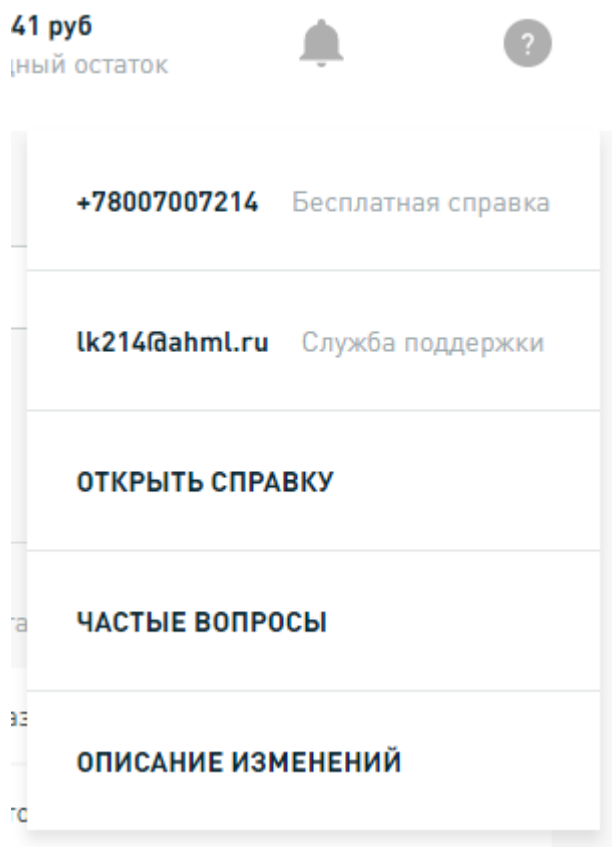 41 руб
ный остаток
?
+78007007214 Бесплатная справка
lk214@ahml.ru Служба поддержки
ОТКРЫТЬ СПРАВКУ
ЧАСТЫЕ ВОПРОСЫ
ОПИСАНИЕ ИЗМЕНЕНИЙ